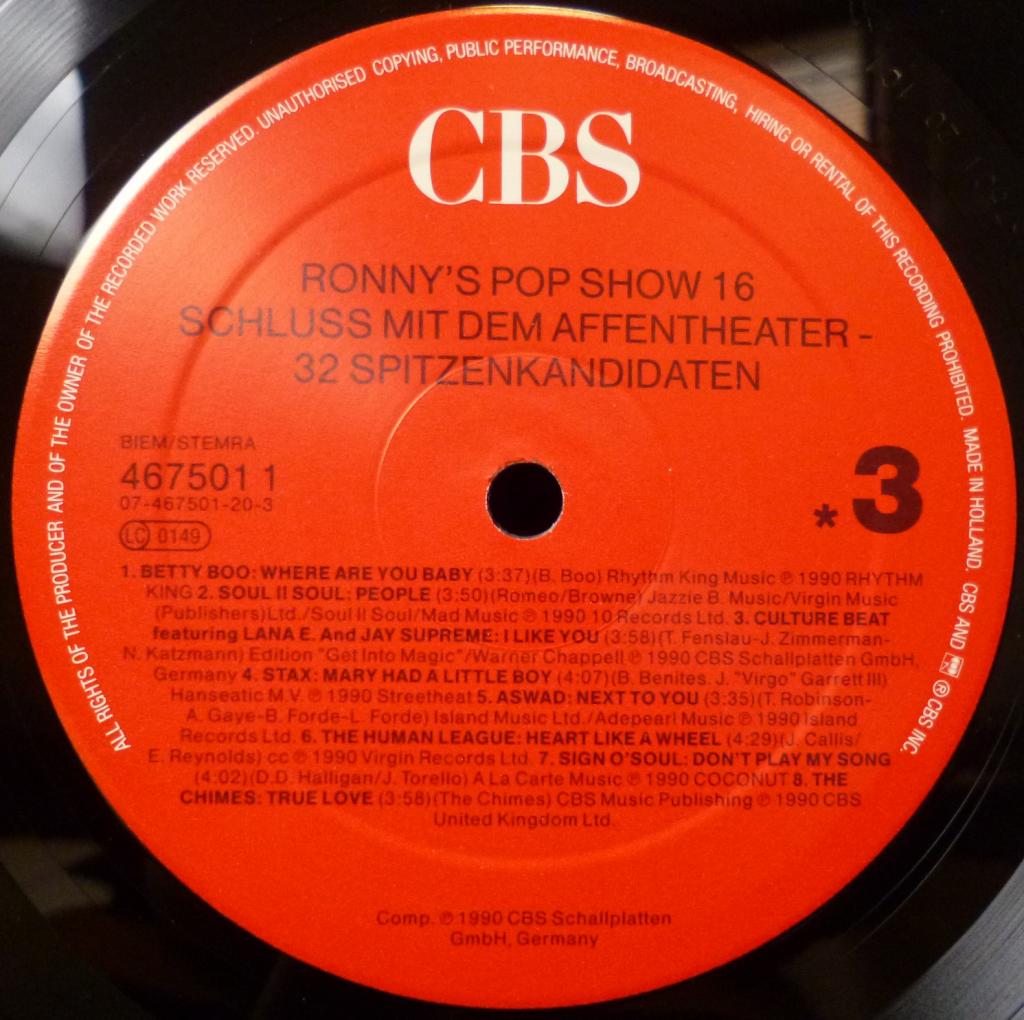 ALL RIGHTS OF THE PRODUCER AND OF THE OWNER OF THE RECORDED WORK RESERVED. UNAUTHORISED COPYING, PUBLIC PERFORMANCE, BROADCASTING, HIRING OR RENTAL OF THIS RECORDING PROHIBITED. MADE IN HOLLAND. CBS AND ® CBS INC.
CBS
RONNY'S POP SHOW 16
SCHLUSS MIT DEM AFFENTHEATER -
32 SPITZENKANDIDATEN
BIEM/STEMRA
467501 1
07-467501-20-3
LC 0149
*3
1. BETTY BOO: WHERE ARE YOU BABY (3:37)(B. Boo) Rhythm King Music ℗ 1990 RHYTHM
KING 2. SOUL II SOUL: PEOPLE (3:50)(Romeo/Browne) Jazzie B. Music/Virgin Music
(Publishers)Ltd./Soul II Soul/Mad Music ℗ 1990 10 Records Ltd. 3. CULTURE BEAT
featuring LANA E. And JAY SUPREME: I LIKE YOU (3:58)(T. Fenslau-J. Zimmerman-
N. Katzmann) Edition "Get Into Magic"/Warner Chappell ℗ 1990 CBS Schallplatten GmbH,
Germany 4. STAX: MARY HAD A LITTLE BOY (4:07)(B. Benites. J. "Virgo" Garrett III)
Hanseatic M.V. ℗ 1990 Streetheat 5. ASWAD: NEXT TO YOU (3:35)(T. Robinson-
A. Gaye-B. Forde-L. Forde) Island Music Ltd./Adepearl Music ℗ 1990 Island
Records Ltd. 6. THE HUMAN LEAGUE: HEART LIKE A WHEEL (4:29)(J. Callis/
E. Reynolds) cc ℗ 1990 Virgin Records Ltd. 7. SIGN O'SOUL: DON'T PLAY MY SONG
(4:02)(D.D. Halligan/J. Torello) A La Carte Music ℗ 1990 COCONUT 8. THE
CHIMES: TRUE LOVE (3:58)(The Chimes) CBS Music Publishing ℗ 1990 CBS
United Kingdom Ltd.
Comp. ℗ 1990 CBS Schallplatten
GmbH, Germany